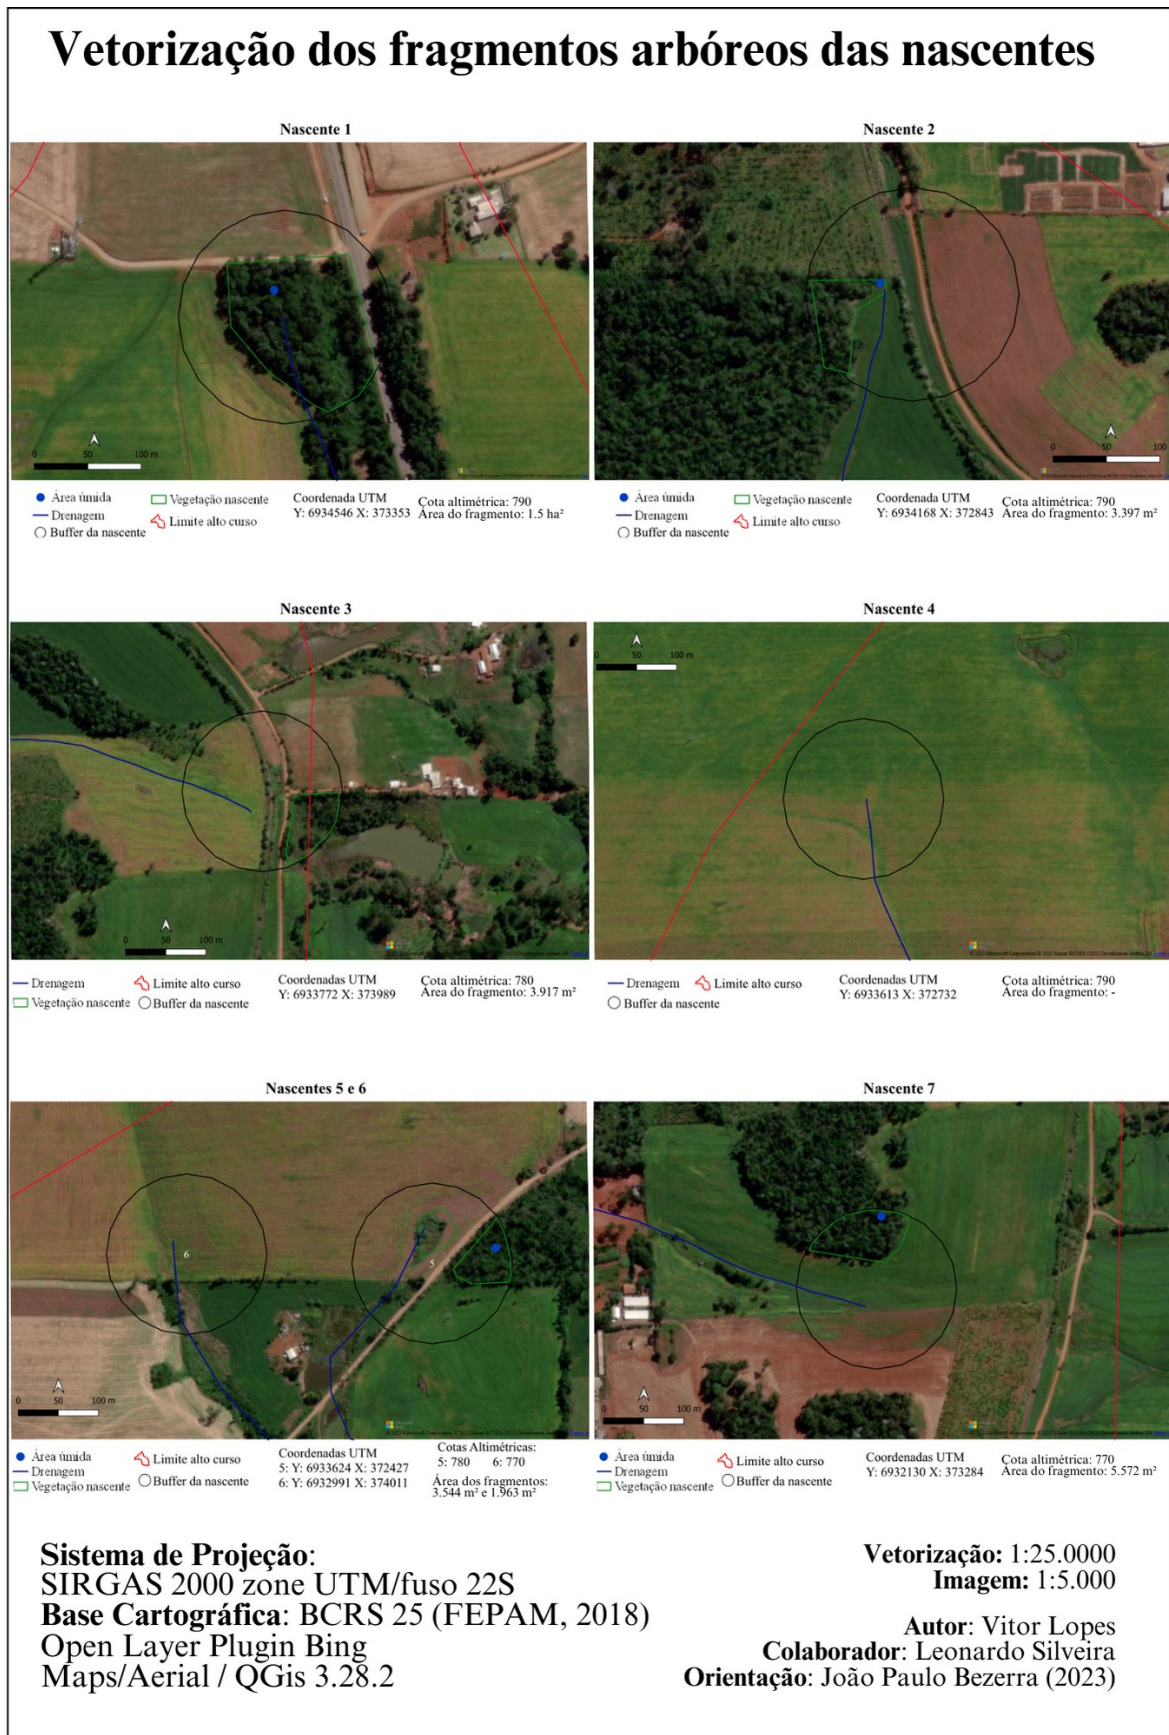 Vetorização dos fragmentos arbóreos das nascentes
Nascente 1
0 50 100 m
Área úmida
Drenagem
Buffer da nascente
Vegetação nascente
Limite alto curso
Coordenada UTM
Y: 6934546 X: 373353
Cota altimétrica: 790
Área do fragmento: 1.5 ha²
Nascente 2
0 50 100
Área úmida
Drenagem
Buffer da nascente
Vegetação nascente
Limite alto curso
Coordenada UTM
Y: 6934168 X: 372843
Cota altimétrica: 790
Área do fragmento: 3.397 m²
Nascente 3
0 50 100 m
Drenagem
Vegetação nascente
Limite alto curso
Buffer da nascente
Coordenadas UTM
Y: 6933772 X: 373989
Cota altimétrica: 780
Área do fragmento: 3.917 m²
Nascente 4
0 50 100 m
Drenagem
Limite alto curso
Buffer da nascente
Coordenadas UTM
Y: 6933613 X: 372732
Cota altimétrica: 790
Área do fragmento: -
Nascentes 5 e 6
6
5
0 50 100 m
Área úmida
Drenagem
Vegetação nascente
Limite alto curso
Buffer da nascente
Coordenadas UTM
5: Y: 6933624 X: 372427
6: Y: 6932991 X: 374011
Cotas Altimétricas:
5: 780 6: 770
Área dos fragmentos:
3.544 m² e 1.963 m²
Nascente 7
0 50 100 m
Área úmida
Drenagem
Vegetação nascente
Limite alto curso
Buffer da nascente
Coordenadas UTM
Y: 6932130 X: 373284
Cota altimétrica: 770
Área do fragmento: 5.572 m²
Sistema de Projeção:
SIRGAS 2000 zone UTM/fuso 22S
Base Cartográfica: BCRS 25 (FEPAM, 2018)
Open Layer Plugin Bing
Maps/Aerial / QGis 3.28.2
Vetorização: 1:25.0000
Imagem: 1:5.000
Autor: Vitor Lopes
Colaborador: Leonardo Silveira
Orientação: João Paulo Bezerra (2023)